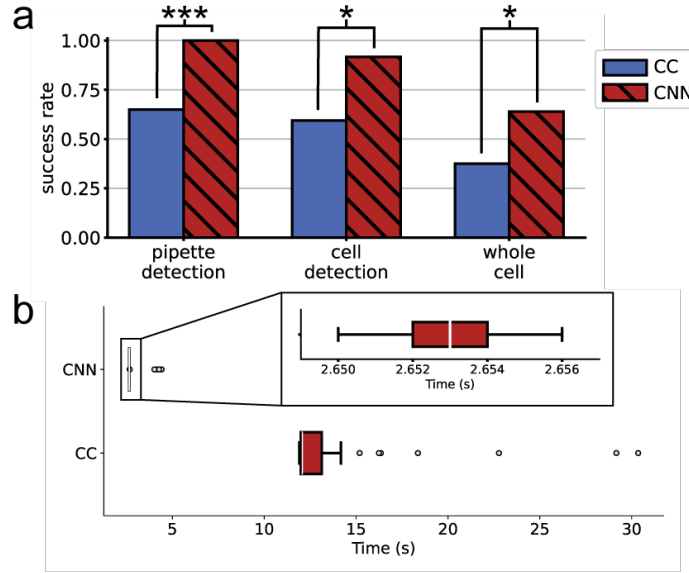 a
***
*
*
1.00
0.75
0.50
0.25
0.00
success rate
CC
CNN
pipette
detection
cell
detection
whole
cell
b
CNN
CC
2.650
2.652
2.654
2.656
Time (s)
5
10
15
20
25
30
Time (s)